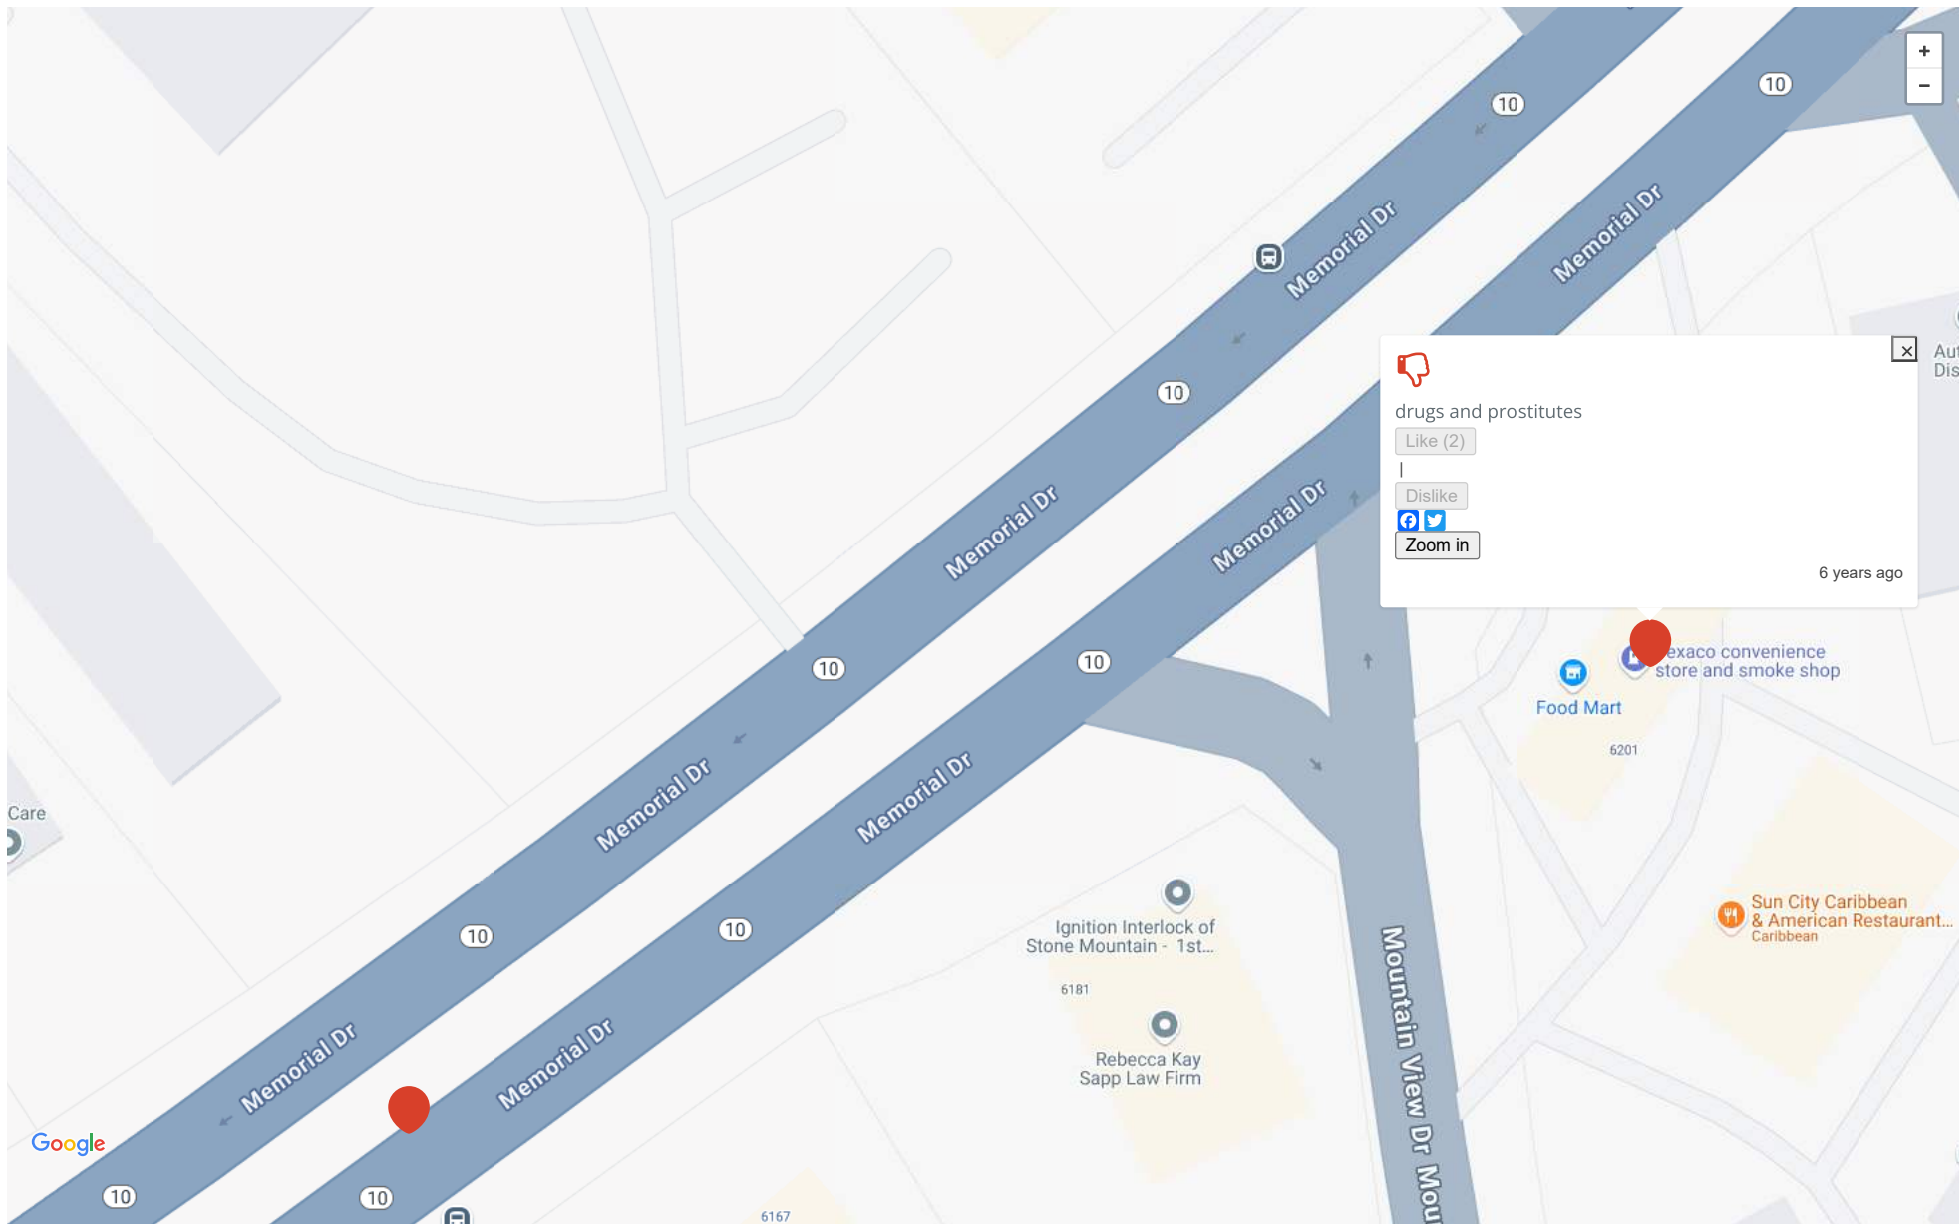 10
+
10
−
Memorial Dr
Memorial Dr
×
drugs and prostitutes
10
Like (2)
|
Dislike
Zoom in
6 years ago
Memorial Dr
Memorial Dr
exaco convenience
store and smoke shop
10
10
Food Mart
6201
Memorial Dr
Memorial Dr
Care
Sun City Caribbean
& American Restaurant...
Caribbean
10
10
Ignition Interlock of
Stone Mountain - 1st...
6181
Mountain View Dr
Rebecca Kay
Sapp Law Firm
Memorial Dr
Memorial Dr
Google
10
10
6167